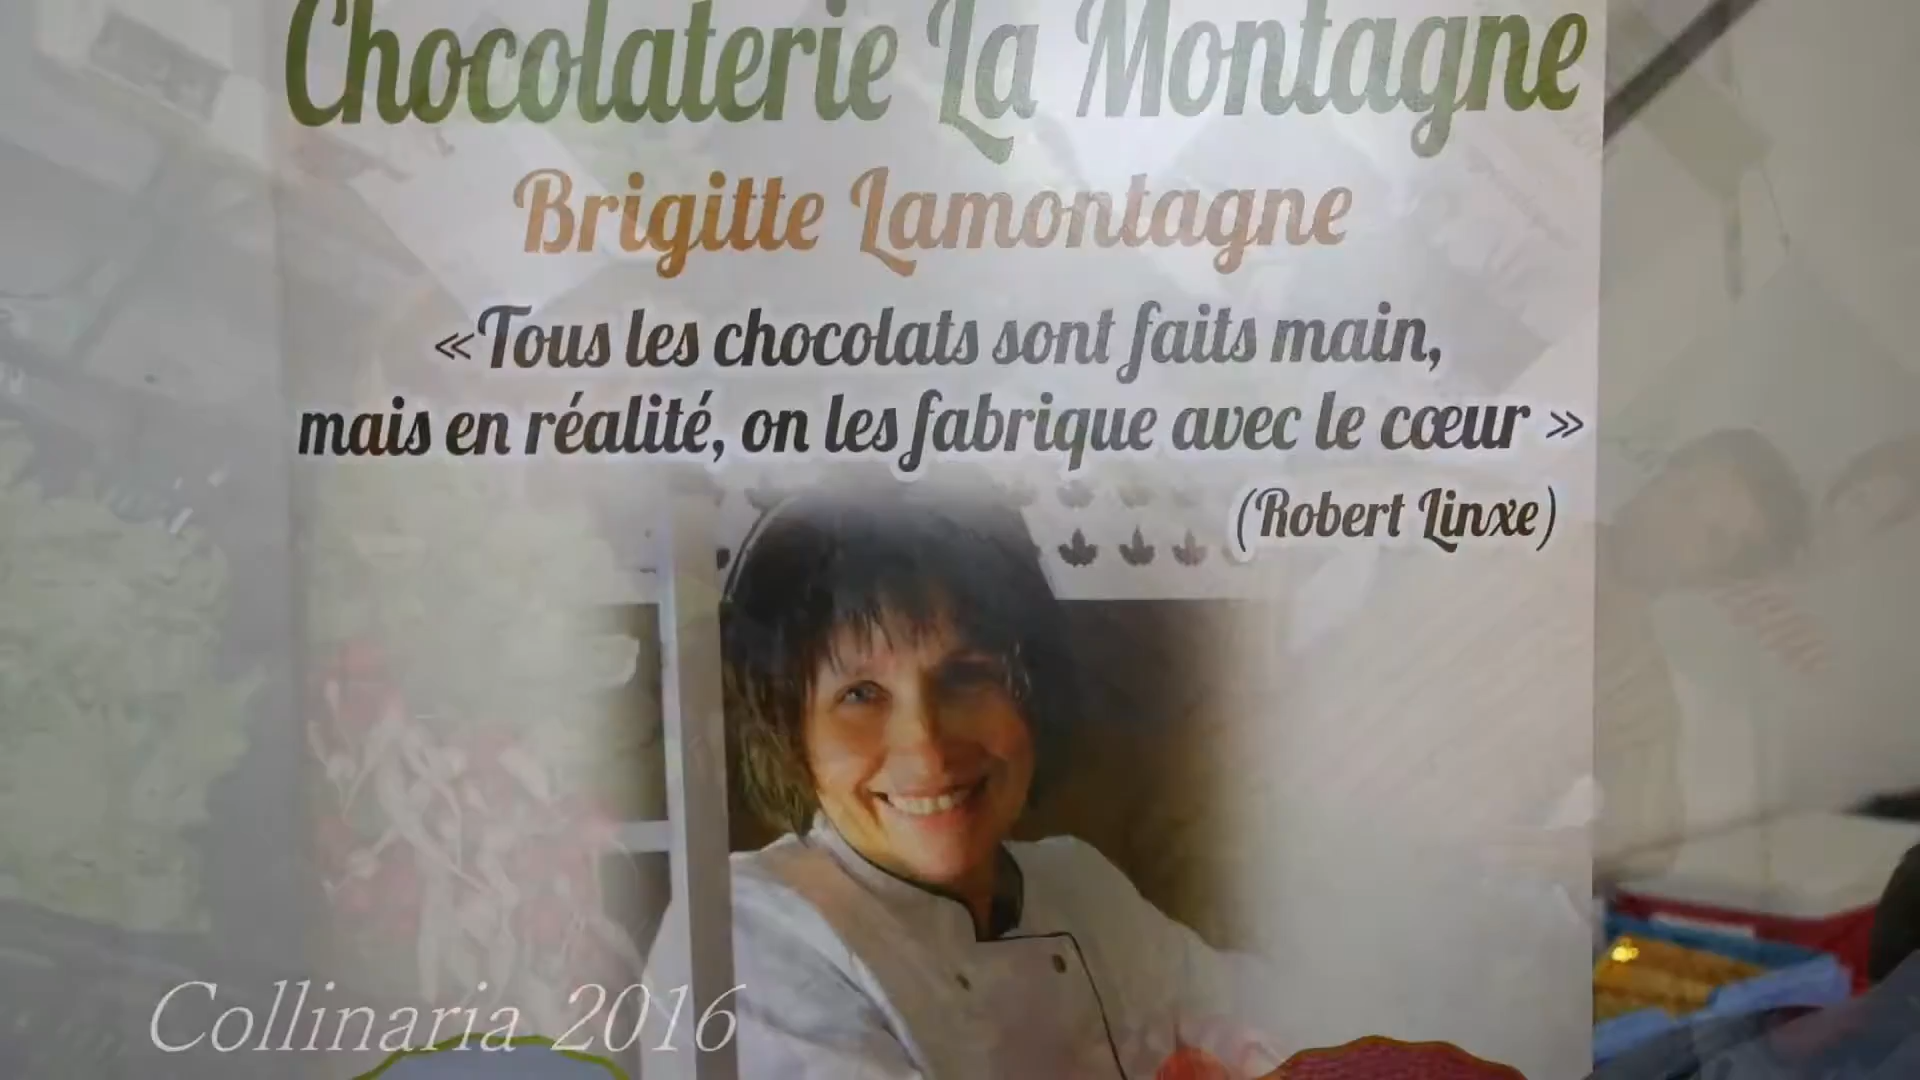 Chocolaterie La Montagne
Brigitte Lamontagne
«Tous les chocolats sont faits main,
mais en réalité, on les fabrique avec le cœur »
(Robert Linxe)
Collinaria 2016